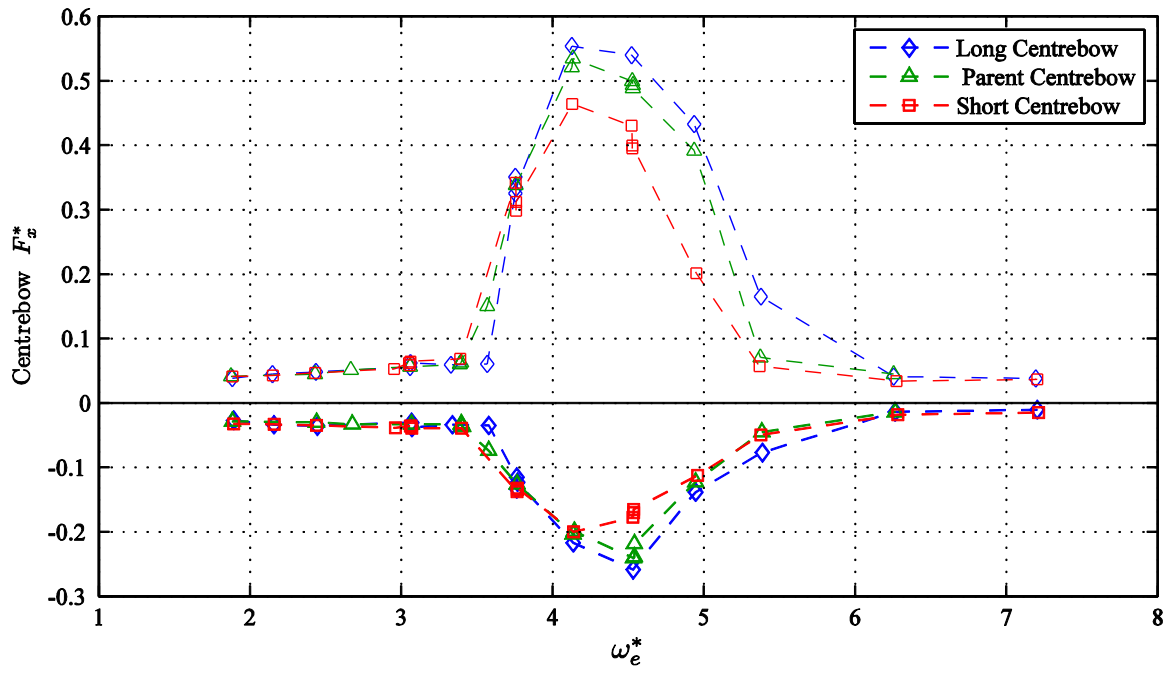 0.6
0.5
0.4
0.3
0.2
0.1
0
-0.1
-0.2
-0.3
1 2 3 4 5 6 7 8
Centrebow F*x
ω*e
Long Centrebow
Parent Centrebow
Short Centrebow